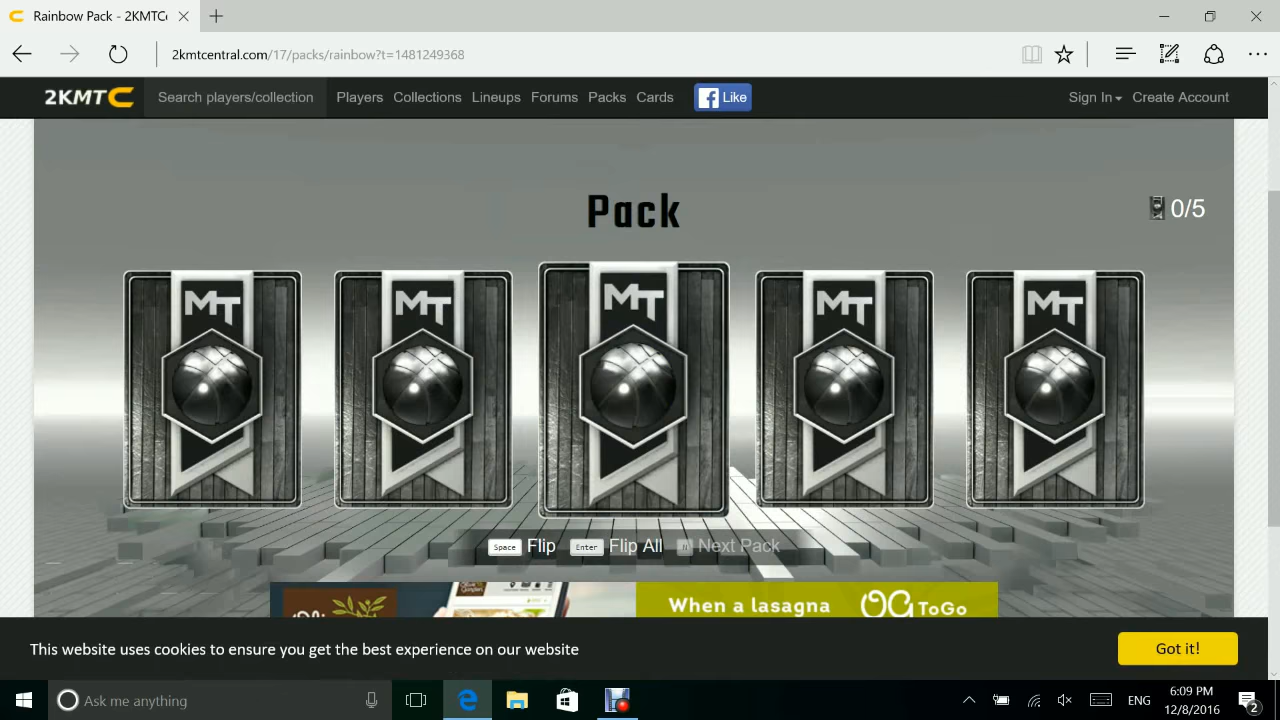 Rainbow Pack - 2KMTC
2kmtcentral.com/17/packs/rainbow?t=1481249368
2KMTC Search players/collection Players Collections Lineups Forums Packs Cards Like Sign In Create Account
Pack
0/5
MT MT MT MT MT
Space Flip Enter Flip All n Next Pack
When a lasagna OG ToGo
This website uses cookies to ensure you get the best experience on our website Got it!
Ask me anything ENG 6:09 PM
12/8/2016 2